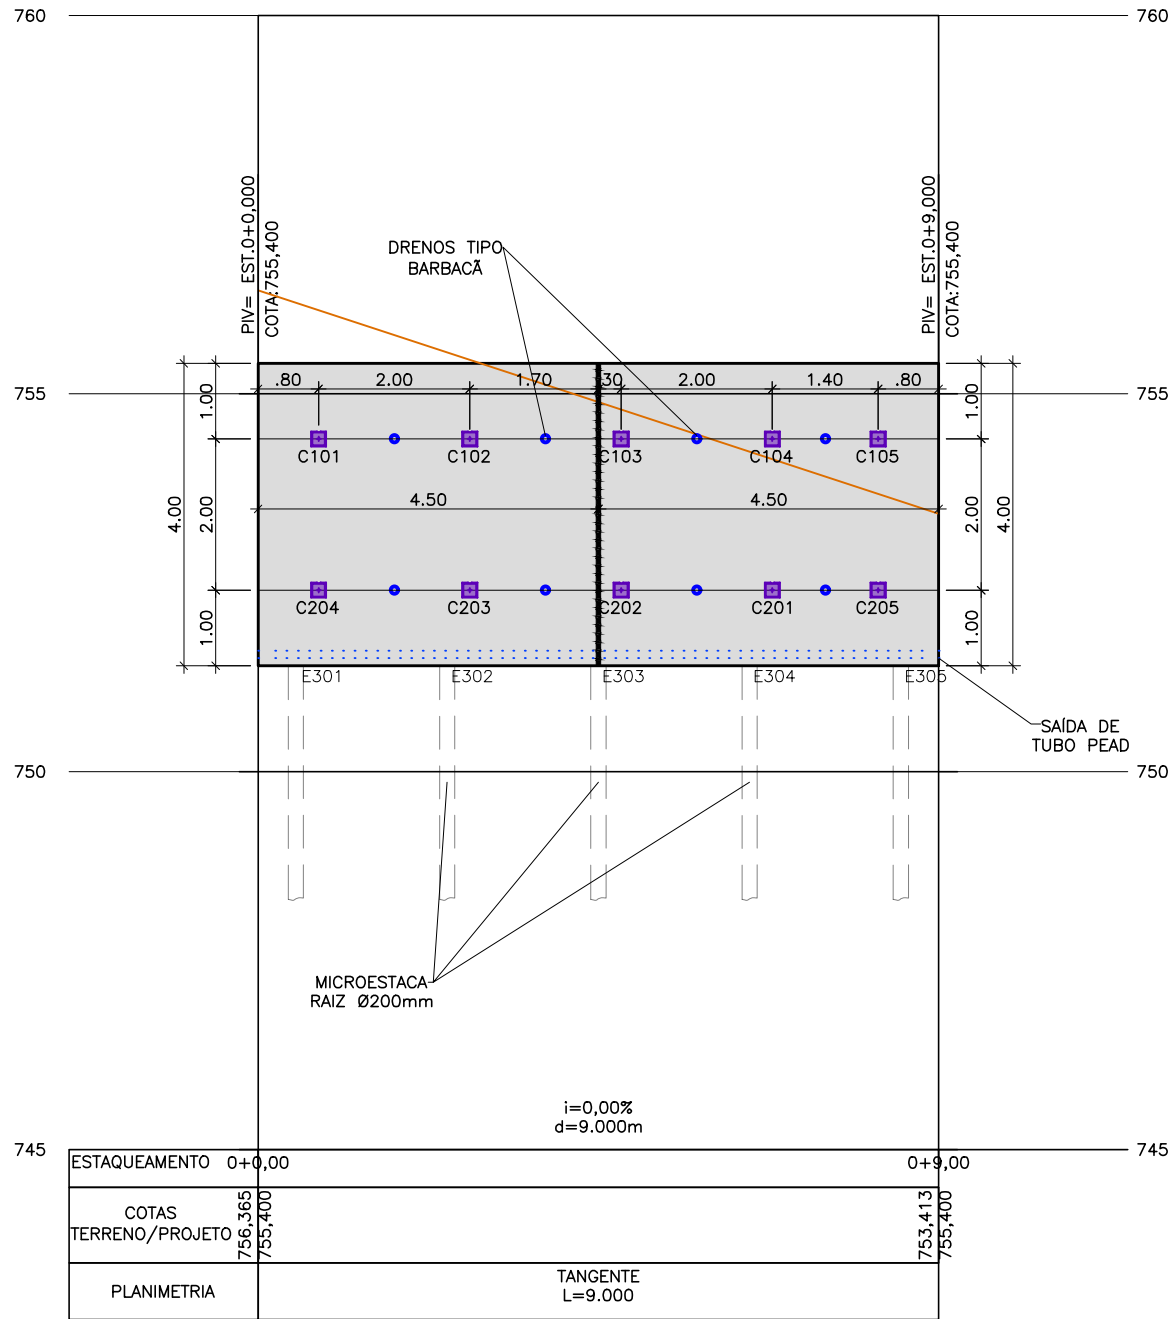 760
760
PIV= EST.0+0,000
COTA:755,400
PIV= EST.0+9,000
COTA:755,400
DRENOS TIPO
BARBACÃ
.80
2.00
1.70
.30
2.00
1.40
.80
755
755
1.00
1.00
C101
C102
C103
C104
C105
4.50
4.50
4.00
2.00
2.00
4.00
C204
C203
C202
C201
C205
1.00
1.00
E301
E302
E303
E304
E305
SAÍDA DE
TUBO PEAD
750
750
MICROESTACA
RAIZ Ø200mm
i=0,00%
d=9.000m
745
745
ESTAQUEAMENTO
0+0,00
0+9,00
COTAS
TERRENO/PROJETO
756,365
755,400
753,413
755,400
PLANIMETRIA
TANGENTE
L=9.000